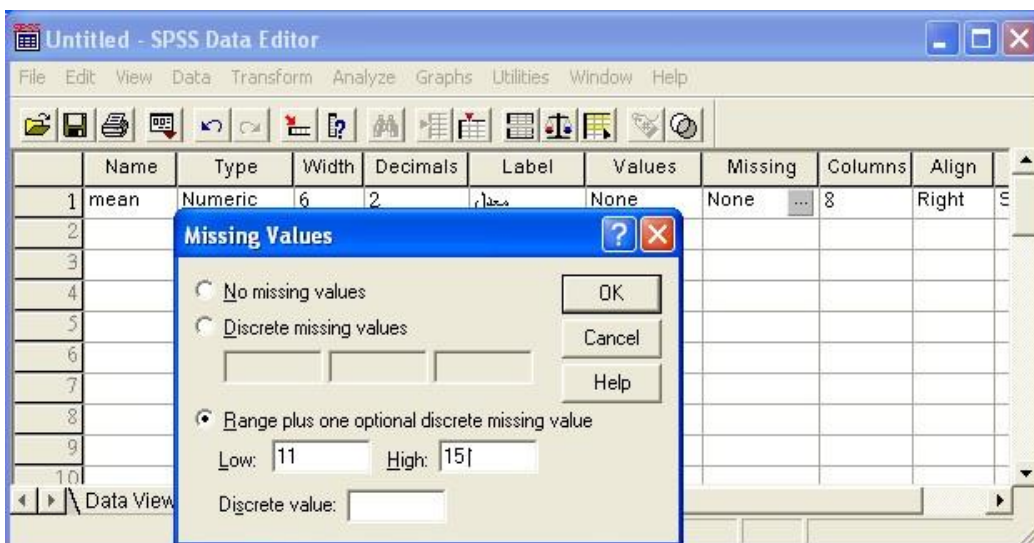 SPSS
Untitled - SPSS Data Editor
File Edit View Data Transform Analyze Graphs Utilities Window Help
Name Type Width Decimals Label Values Missing Columns Align
1 mean Numeric 6 2 معدل None None ... 8 Right S
2
3
4
5
6
7
8
9
10
Missing Values
No missing values
Discrete missing values
Range plus one optional discrete missing value
Low: 11 High: 15
Discrete value:
OK
Cancel
Help
Data View